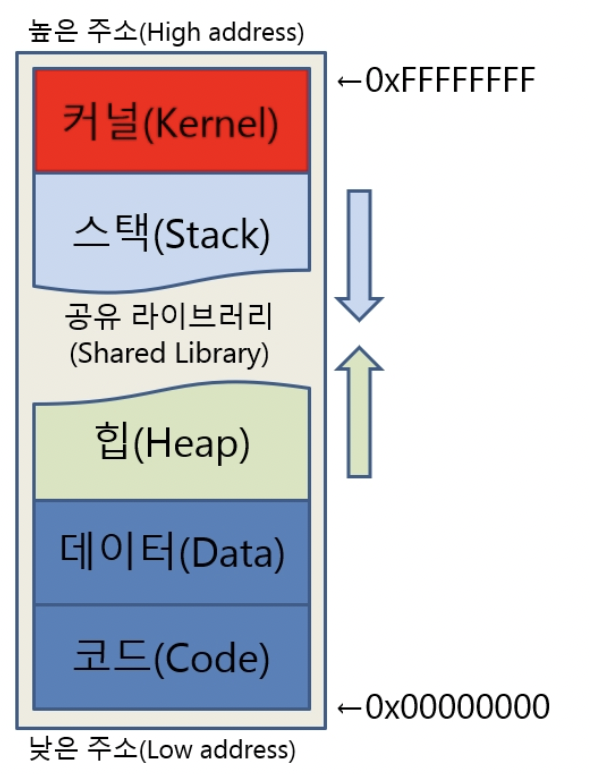 높은 주소(High address)
←0xFFFFFFFF
커널(Kernel)
스택(Stack)
공유 라이브러리
(Shared Library)
힙(Heap)
데이터(Data)
코드(Code)
←0x00000000
낮은 주소(Low address)